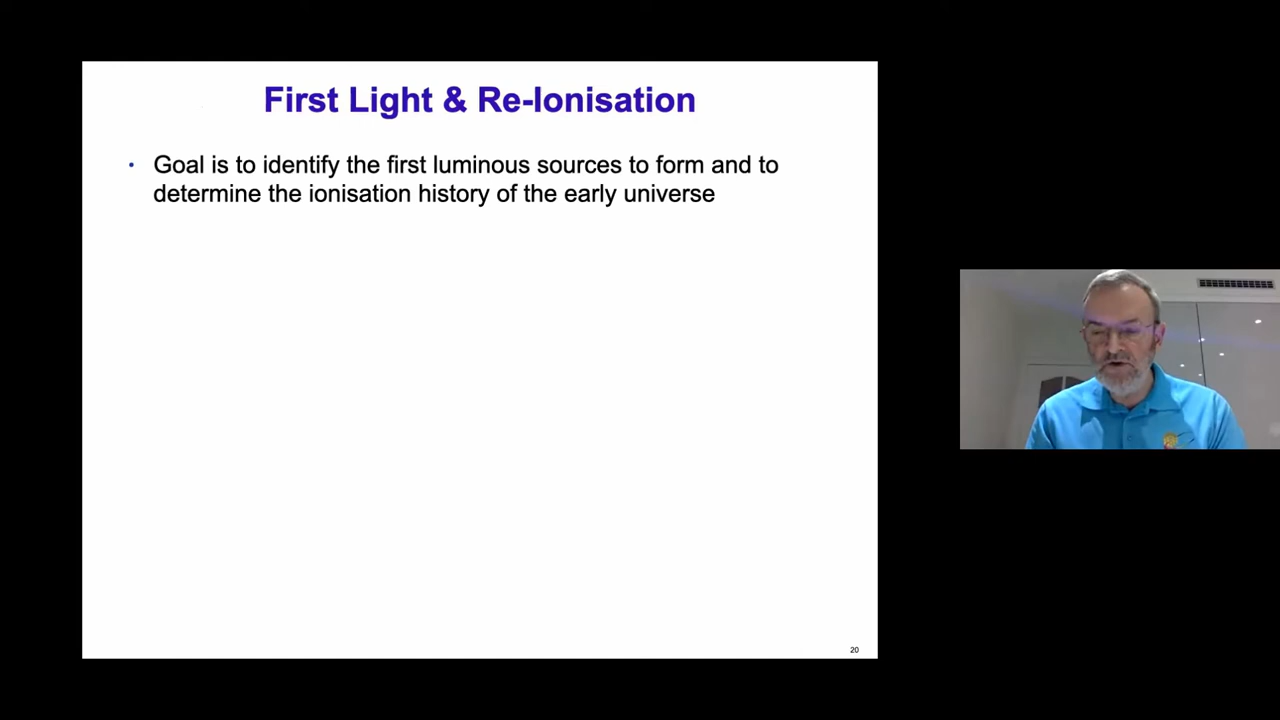 First Light & Re-Ionisation
• Goal is to identify the first luminous sources to form and to
determine the ionisation history of the early universe
20